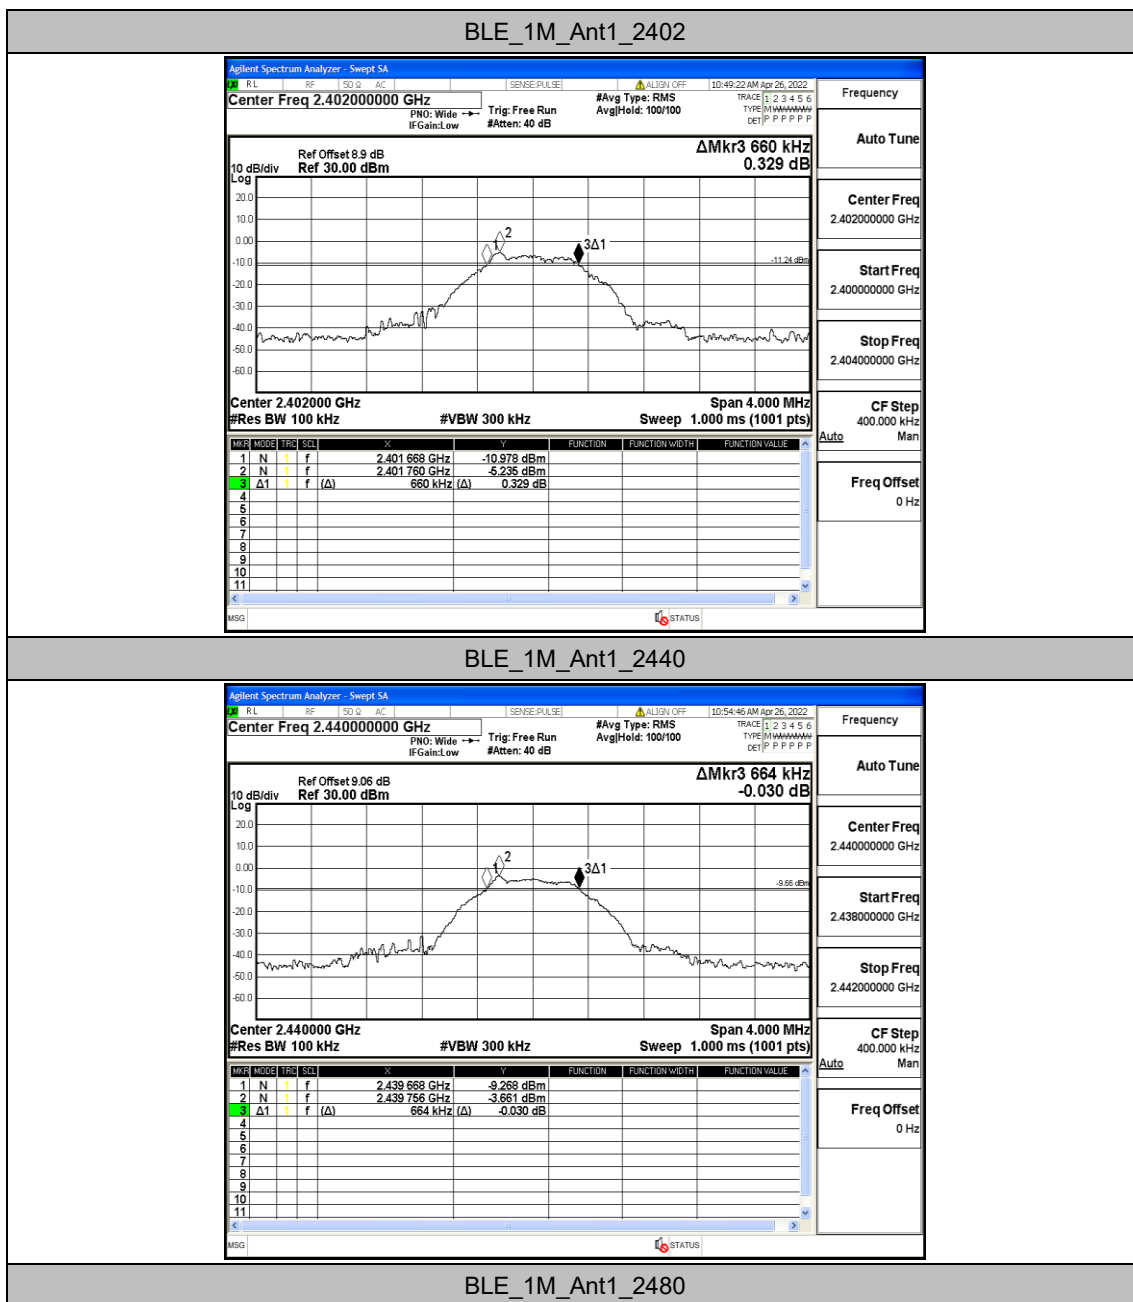 BLE_1M_Ant1_2402
Agilent Spectrum Analyzer - Swept SA
RL RF 50 Ω AC SENSE:PULSE ALIGN OFF 10:49:22 AM Apr 26, 2022
Center Freq 2.402000000 GHz
PNO: Wide Trig: Free Run #Avg Type: RMS TRACE 1 2 3 4 5 6
IFGain:Low #Atten: 40 dB Avg|Hold: 100/100 TYPE M
DET P P P P P P
Frequency
Auto Tune
Ref Offset 8.9 dB ΔMkr3 660 kHz
10 dB/div Ref 30.00 dBm 0.329 dB
Log
20.0
10.0
0.00
-10.0
-20.0
-30.0
-40.0
-50.0
-60.0
1 2 3Δ1
-11.24 dBm
Center 2.402000 GHz Span 4.000 MHz
#Res BW 100 kHz #VBW 300 kHz Sweep 1.000 ms (1001 pts)
Center Freq
2.402000000 GHz
Start Freq
2.400000000 GHz
Stop Freq
2.404000000 GHz
CF Step
400.000 kHz
Auto Man
Freq Offset
0 Hz
MKR MODE TRC SCL X Y FUNCTION FUNCTION WIDTH FUNCTION VALUE
1 N 1 f 2.401 668 GHz -10.978 dBm
2 N 1 f 2.401 760 GHz -5.235 dBm
3 Δ1 1 f (Δ) 660 kHz (Δ) 0.329 dB
4
5
6
7
8
9
10
11
MSG STATUS
BLE_1M_Ant1_2440
Agilent Spectrum Analyzer - Swept SA
RL RF 50 Ω AC SENSE:PULSE ALIGN OFF 10:54:46 AM Apr 26, 2022
Center Freq 2.440000000 GHz
PNO: Wide Trig: Free Run #Avg Type: RMS TRACE 1 2 3 4 5 6
IFGain:Low #Atten: 40 dB Avg|Hold: 100/100 TYPE M
DET P P P P P P
Frequency
Auto Tune
Ref Offset 9.06 dB ΔMkr3 664 kHz
10 dB/div Ref 30.00 dBm -0.030 dB
Log
20.0
10.0
0.00
-10.0
-20.0
-30.0
-40.0
-50.0
-60.0
1 2 3Δ1
-9.66 dBm
Center 2.440000 GHz Span 4.000 MHz
#Res BW 100 kHz #VBW 300 kHz Sweep 1.000 ms (1001 pts)
Center Freq
2.440000000 GHz
Start Freq
2.438000000 GHz
Stop Freq
2.442000000 GHz
CF Step
400.000 kHz
Auto Man
Freq Offset
0 Hz
MKR MODE TRC SCL X Y FUNCTION FUNCTION WIDTH FUNCTION VALUE
1 N 1 f 2.439 668 GHz -9.268 dBm
2 N 1 f 2.439 756 GHz -3.661 dBm
3 Δ1 1 f (Δ) 664 kHz (Δ) -0.030 dB
4
5
6
7
8
9
10
11
MSG STATUS
BLE_1M_Ant1_2480